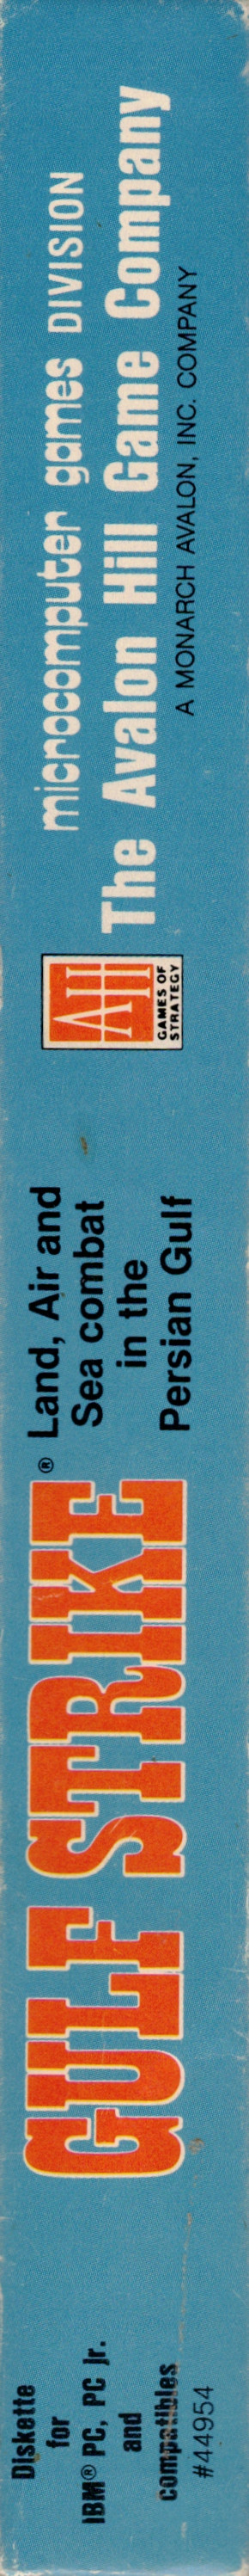 Diskette
for
IBM® PC, PC Jr.
and
compatibles
#44954
GULF STRIKE®
Land, Air and
Sea combat
in the
Persian Gulf
AH
GAMES OF
STRATEGY
microcomputer games DIVISION
The Avalon Hill Game Company
A MONARCH AVALON, INC. COMPANY